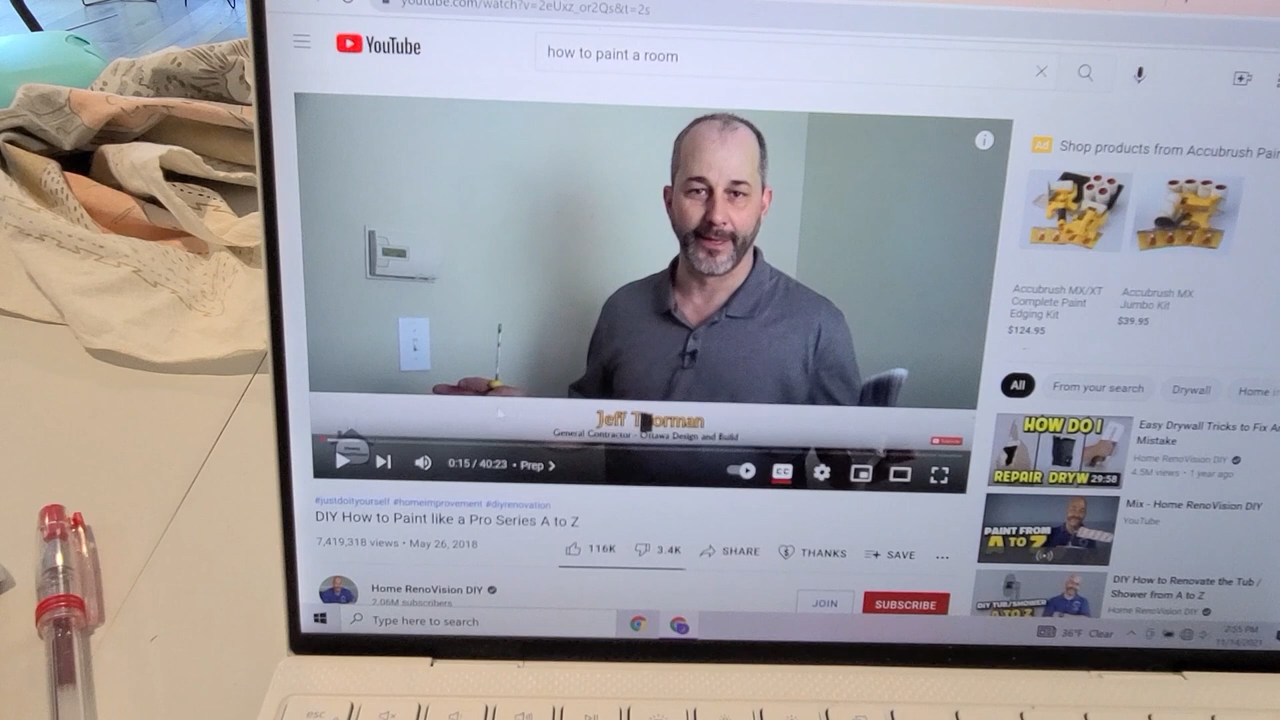 youtube.com/watch?v=2eUxz_or2Qs&t=2s
YouTube
how to paint a room
Ad Shop products from Accubrush Pain
Accubrush MX/XT
Complete Paint
Edging Kit
$124.95
Accubrush MX
Jumbo Kit
$39.95
All From your search Drywall Home
Jeff Thorman
General Contractor - Ottawa Design and Build
0:15 / 40:23 • Prep
CC
HOW DO I
REPAIR DRYW
29:58
Easy Drywall Tricks to Fix
Mistake
Home RenoVision DIY
4.5M views • 1 year ago
PAINT FROM
A TO Z
Mix - Home RenoVision DIY
YouTube
DIY TUB/SHOWER
DIY How to Renovate the Tub /
Shower from A to Z
Home RenoVision DIY
#justdoityourself #homeimprovement #diyrenovation
DIY How to Paint like a Pro Series A to Z
7,419,318 views • May 26, 2018
116K 3.4K SHARE THANKS SAVE ...
Home RenoVision DIY
2.06M subscribers
JOIN SUBSCRIBE
Type here to search
36°F Clear
2:55 PM
11/14/2021
esc